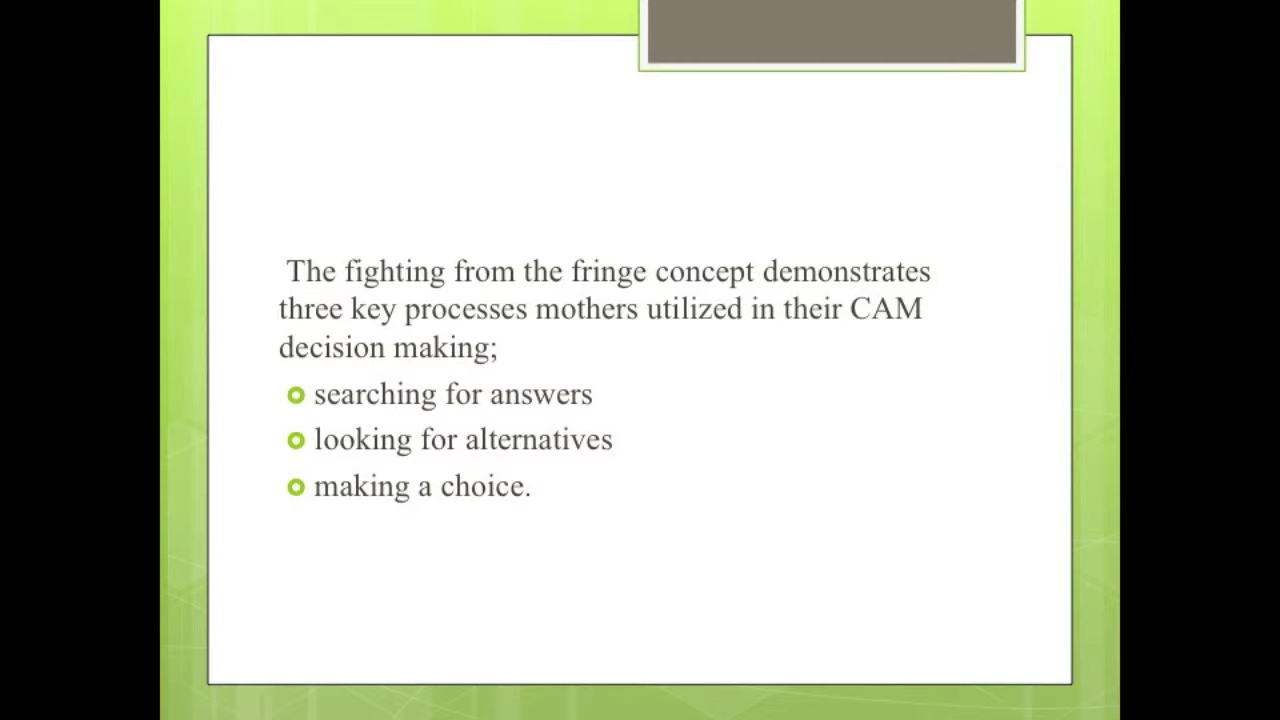 The fighting from the fringe concept demonstrates
three key processes mothers utilized in their CAM
decision making;
searching for answers
looking for alternatives
making a choice.